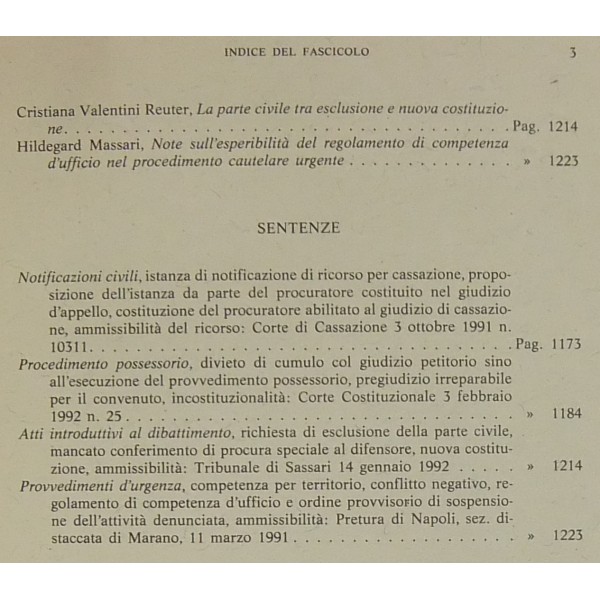 INDICE DEL FASCICOLO 3
Cristiana Valentini Reuter, La parte civile tra esclusione e nuova costituzio-
ne. . . . . . . . . . . . . . . . . . . . . . . . . . . . . . . . . . . Pag. 1214
Hildegard Massari, Note sull'esperibilità del regolamento di competenza
d'ufficio nel procedimento cautelare urgente . . . . . . . . . . . . » 1223
SENTENZE
Notificazioni civili, istanza di notificazione di ricorso per cassazione, propo-
sizione dell'istanza da parte del procuratore costituito nel giudizio
d'appello, costituzione del procuratore abilitato al giudizio di cassazio-
ne, ammissibilità del ricorso: Corte di Cassazione 3 ottobre 1991 n.
10311. . . . . . . . . . . . . . . . . . . . . . . . . . . . . . . . . Pag. 1173
Procedimento possessorio, divieto di cumulo col giudizio petitorio sino
all'esecuzione del provvedimento possessorio, pregiudizio irreparabile
per il convenuto, incostituzionalità: Corte Costituzionale 3 febbraio
1992 n. 25 . . . . . . . . . . . . . . . . . . . . . . . . . . . . . . » 1184
Atti introduttivi al dibattimento, richiesta di esclusione della parte civile,
mancato conferimento di procura speciale al difensore, nuova costitu-
zione, ammissibilità: Tribunale di Sassari 14 gennaio 1992 . . . . . » 1214
Provvedimenti d'urgenza, competenza per territorio, conflitto negativo, re-
golamento di competenza d'ufficio e ordine provvisorio di sospensio-
ne dell'attività denunciata, ammissibilità: Pretura di Napoli, sez. di-
staccata di Marano, 11 marzo 1991 . . . . . . . . . . . . . . . . . » 1223